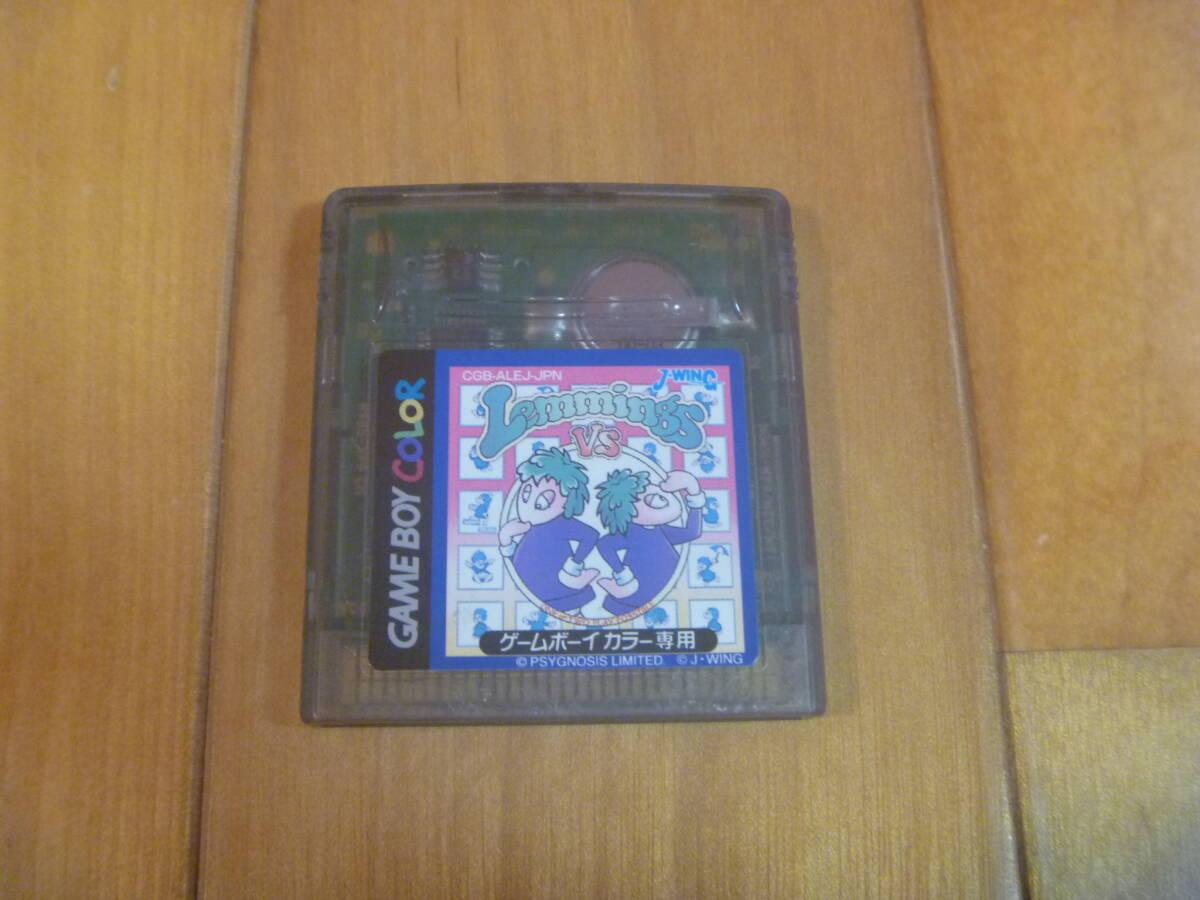 GAME BOY COLOR
CGB-ALEJ-JPN
J-WING
Lemmings
VS
ゲームボーイカラー専用
© PSYGNOSIS LIMITED. © J・WING